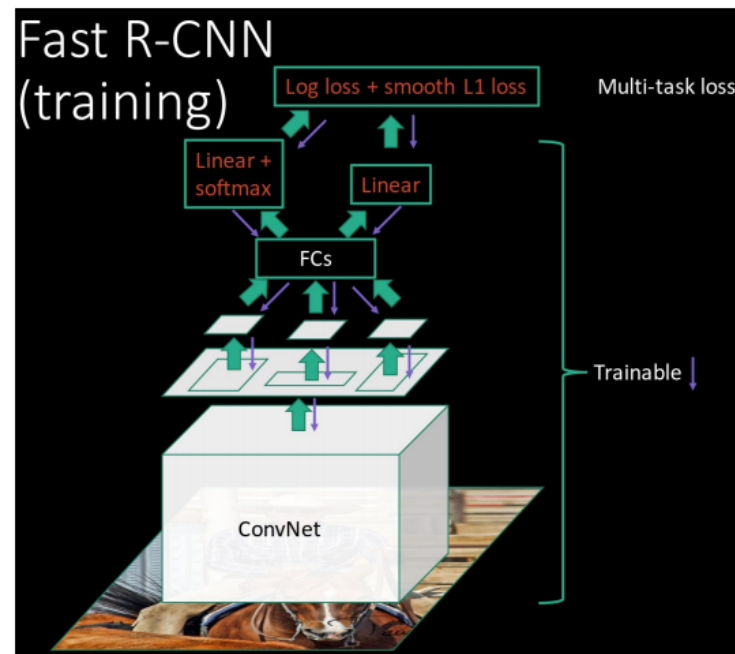 Fast R-CNN
(training)
Log loss + smooth L1 loss
Multi-task loss
Linear +
softmax
Linear
FCs
Trainable
ConvNet